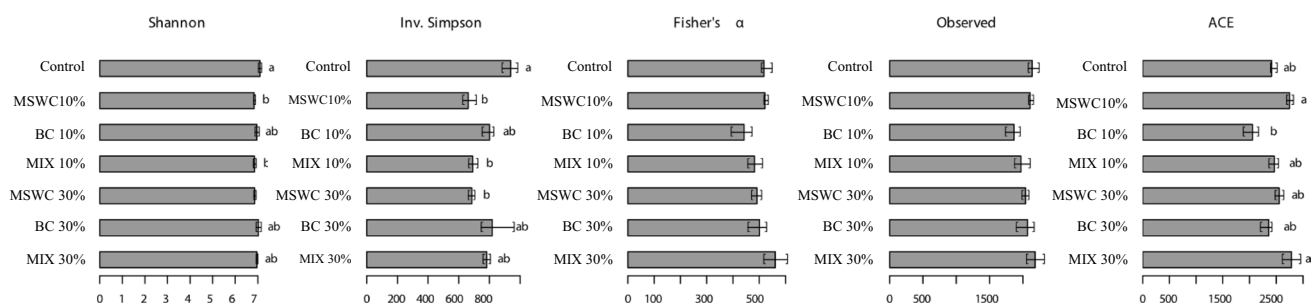 Shannon
Control a
MSWC10% b
BC 10% ab
MIX 10%
MSWC 30%
BC 30% ab
MIX 30% ab
0 1 2 3 4 5 6 7
Inv. Simpson
Control a
MSWC10% b
BC 10% ab
MIX 10% b
MSWC 30% b
BC 30% ab
MIX 30% ab
0 200 400 600 800
Fisher's α
Control
MSWC10%
BC 10%
MIX 10%
MSWC 30%
BC 30%
MIX 30%
0 100 300 500
Observed
Control
MSWC10%
BC 10%
MIX 10%
MSWC 30%
BC 30%
MIX 30%
0 500 1500
ACE
Control ab
MSWC10% a
BC 10% b
MIX 10% ab
MSWC 30% ab
BC 30% ab
MIX 30% a
0 500 1500 2500